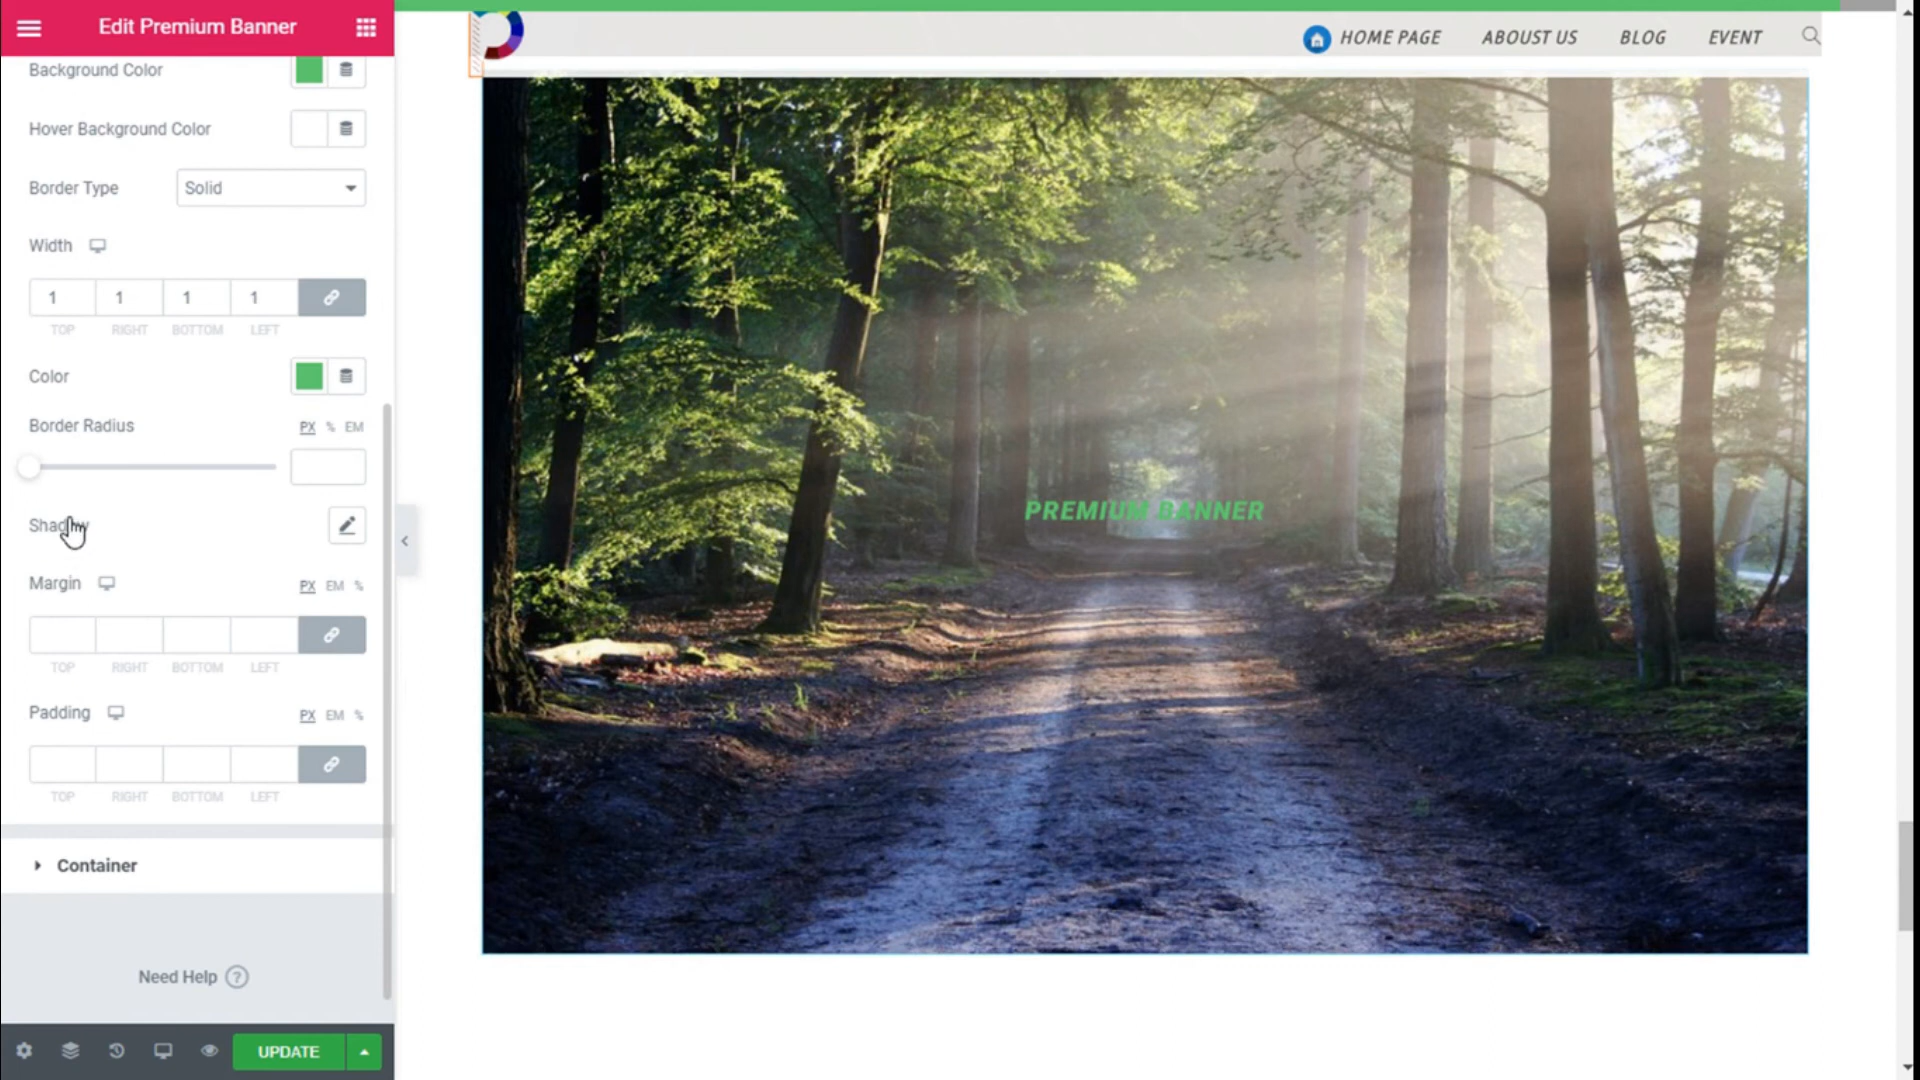 Edit Premium Banner
Background Color
Hover Background Color
Border Type
Solid
Width
1 1 1 1
TOP RIGHT BOTTOM LEFT
Color
Border Radius
PX % EM
Shadow
Margin
PX EM %
TOP RIGHT BOTTOM LEFT
Padding
PX EM %
TOP RIGHT BOTTOM LEFT
Container
Need Help ?
UPDATE
HOME PAGE ABOUST US BLOG EVENT
PREMIUM BANNER